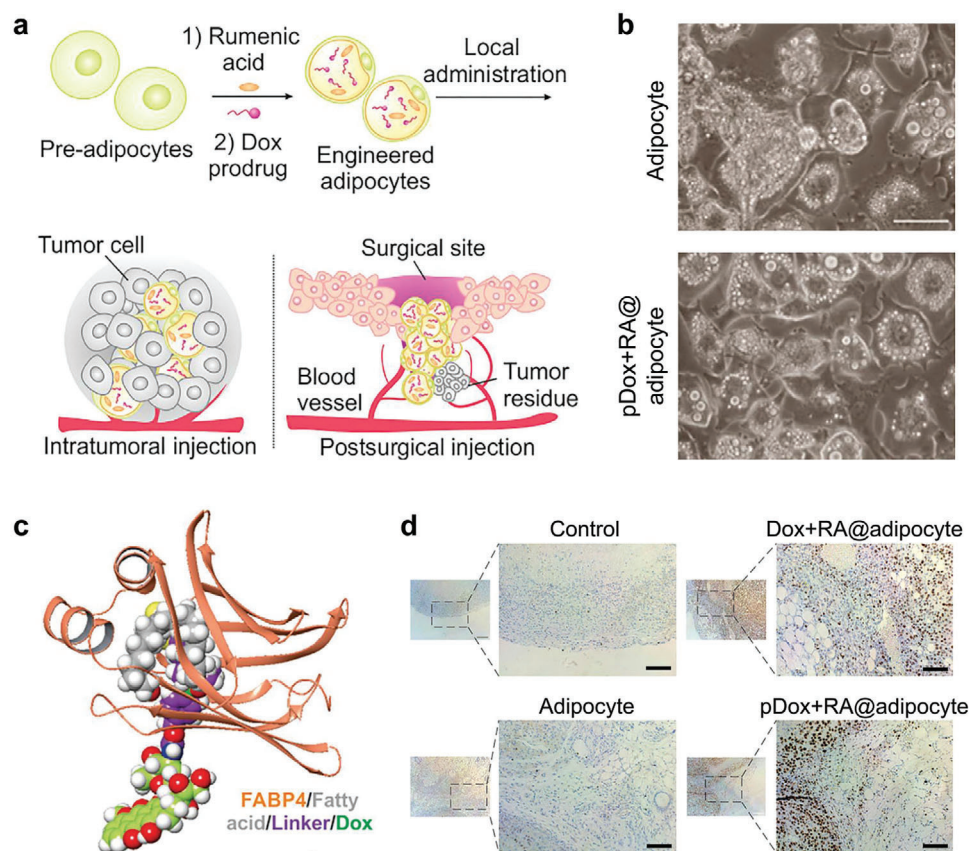 a
1) Rumenic
acid
2) Dox
prodrug
Pre-adipocytes
Engineered
adipocytes
Local
administration
Tumor cell
Intratumoral injection
Surgical site
Blood
vessel
Tumor
residue
Postsurgical injection
b
Adipocyte
pDox+RA@
adipocyte
c
FABP4/Fatty
acid/Linker/Dox
d
Control
Dox+RA@adipocyte
Adipocyte
pDox+RA@adipocyte